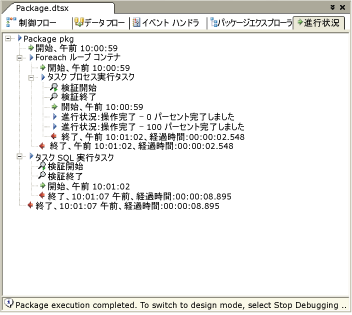 Package.dtsx
制御フロー データ フロー イベント ハンドラ パッケージエクスプローラ 進行状況
Package pkg
開始、午前 10:00:59
Foreach ループ コンテナ
開始、午前 10:00:59
タスク プロセス実行タスク
検証開始
検証終了
開始、午前 10:00:59
進行状況:操作完了 - 0 パーセント完了しました
進行状況:操作完了 - 100 パーセント完了しました
終了、午前 10:01:02、経過時間:00:00:02.548
終了、午前 10:01:02、経過時間:00:00:02.548
タスク SQL 実行タスク
検証開始
検証終了
開始、午前 10:01:02
終了、10:01:07 午前、経過時間:00:00:08.895
終了、10:01:07 午前、経過時間:00:00:08.895
Package execution completed. To switch to design mode, select Stop Debugging ..